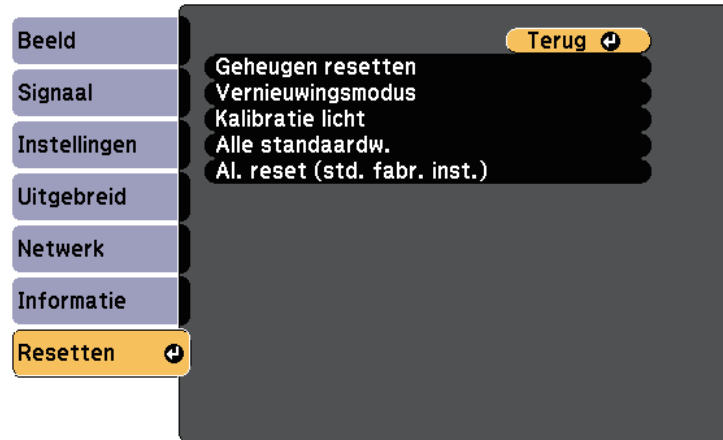 Beeld
Signaal
Instellingen
Uitgebreid
Netwerk
Informatie
Resetten
Terug
Geheugen resetten
Vernieuwingsmodus
Kalibratie licht
Alle standaardw.
Al. reset (std. fabr. inst.)